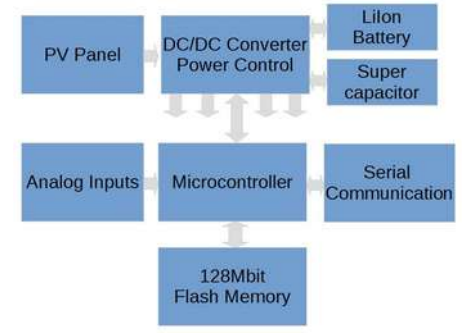 PV Panel
DC/DC Converter
Power Control
LiIon
Battery
Super
capacitor
Analog Inputs
Microcontroller
Serial
Communication
128Mbit
Flash Memory